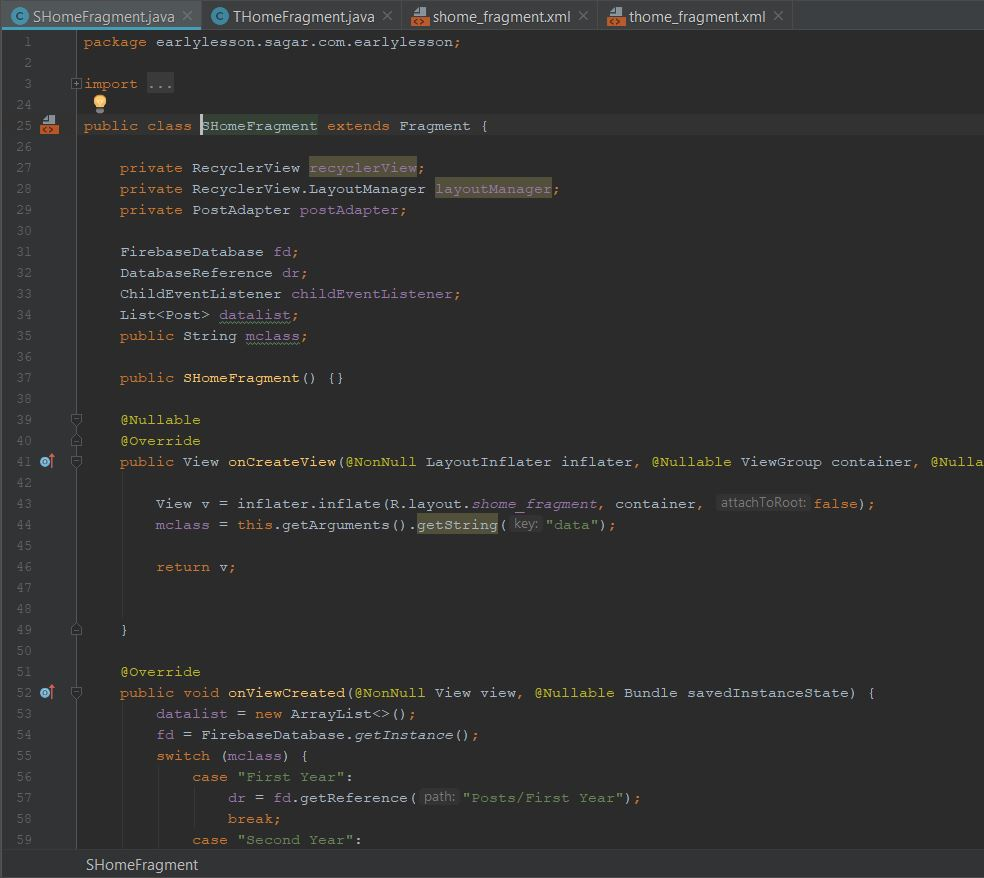 SHomeFragment.java THomeFragment.java shome_fragment.xml thome_fragment.xml
1 package earlylesson.sagar.com.earlylesson;
2
3 import ...
24
25 public class SHomeFragment extends Fragment {
26
27 private RecyclerView recyclerView;
28 private RecyclerView.LayoutManager layoutManager;
29 private PostAdapter postAdapter;
30
31 FirebaseDatabase fd;
32 DatabaseReference dr;
33 ChildEventListener childEventListener;
34 List<Post> datalist;
35 public String mclass;
36
37 public SHomeFragment() {}
38
39 @Nullable
40 @Override
41 public View onCreateView(@NonNull LayoutInflater inflater, @Nullable ViewGroup container, @Nulla
42
43 View v = inflater.inflate(R.layout.shome_fragment, container, attachToRoot: false);
44 mclass = this.getArguments().getString( key: "data");
45
46 return v;
47
48
49 }
50
51 @Override
52 public void onViewCreated(@NonNull View view, @Nullable Bundle savedInstanceState) {
53 datalist = new ArrayList<>();
54 fd = FirebaseDatabase.getInstance();
55 switch (mclass) {
56 case "First Year":
57 dr = fd.getReference( path: "Posts/First Year");
58 break;
59 case "Second Year":
SHomeFragment